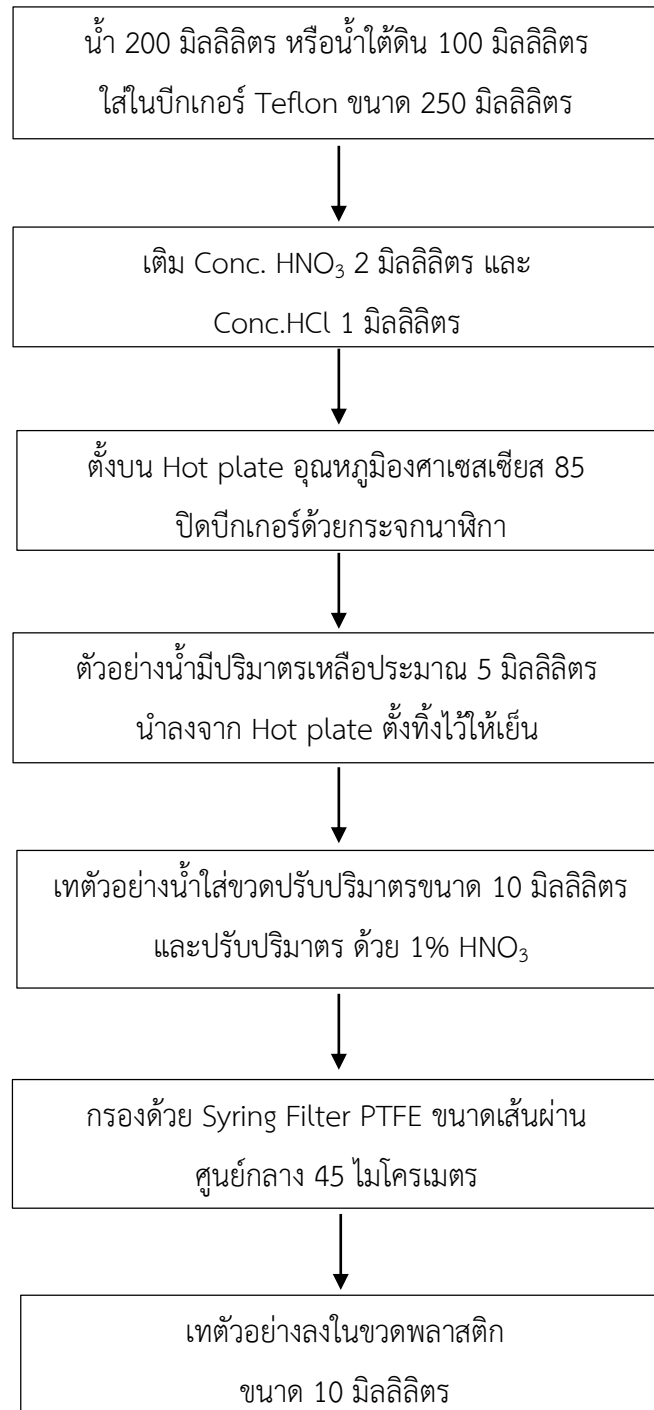 น้ำ 200 มิลลิลิตร หรือน้ำใต้ดิน 100 มิลลิลิตร
ใส่ในบีกเกอร์ Teflon ขนาด 250 มิลลิลิตร
เติม Conc. HNO₃ 2 มิลลิลิตร และ
Conc.HCl 1 มิลลิลิตร
ตั้งบน Hot plate อุณหภูมิองศาเซสเซียส 85
ปิดบีกเกอร์ด้วยกระจกนาฬิกา
ตัวอย่างน้ำมีปริมาตรเหลือประมาณ 5 มิลลิลิตร
นำลงจาก Hot plate ตั้งทิ้งไว้ให้เย็น
เทตัวอย่างน้ำใส่ขวดปรับปริมาตรขนาด 10 มิลลิลิตร
และปรับปริมาตร ด้วย 1% HNO₃
กรองด้วย Syring Filter PTFE ขนาดเส้นผ่าน
ศูนย์กลาง 45 ไมโครเมตร
เทตัวอย่างลงในขวดพลาสติก
ขนาด 10 มิลลิลิตร